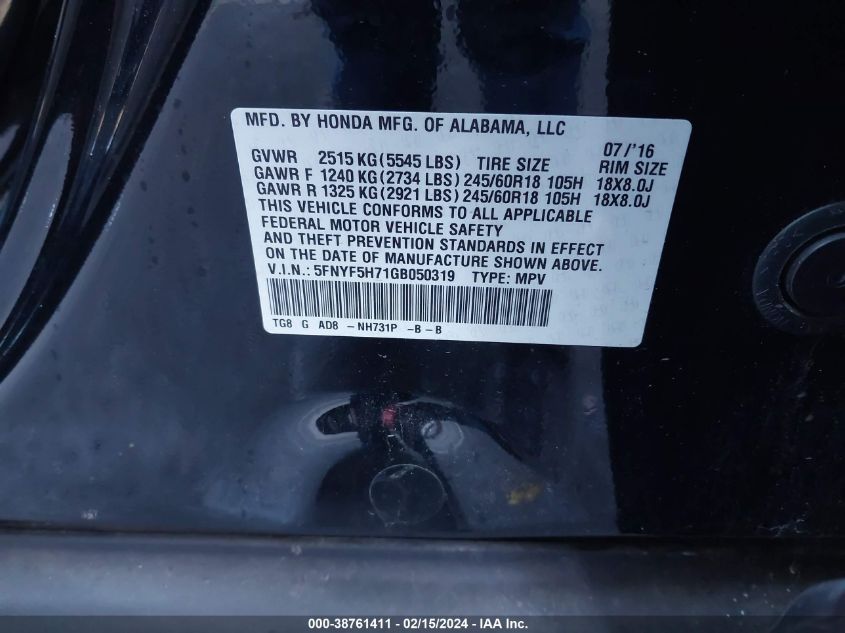 MFD. BY HONDA MFG. OF ALABAMA, LLC
07/'16
GVWR 2515 KG(5545 LBS) TIRE SIZE RIM SIZE
GAWR F 1240 KG(2734 LBS) 245/60R18 105H 18X8.0J
GAWR R 1325 KG(2921 LBS) 245/60R18 105H 18X8.0J
THIS VEHICLE CONFORMS TO ALL APPLICABLE
FEDERAL MOTOR VEHICLE SAFETY
AND THEFT PREVENTION STANDARDS IN EFFECT
ON THE DATE OF MANUFACTURE SHOWN ABOVE.
V.I.N.: 5FNYF5H71GB050319 TYPE: MPV
TG8 G AD8 - NH731P -B - B
000-38761411 - 02/15/2024 - IAA Inc.